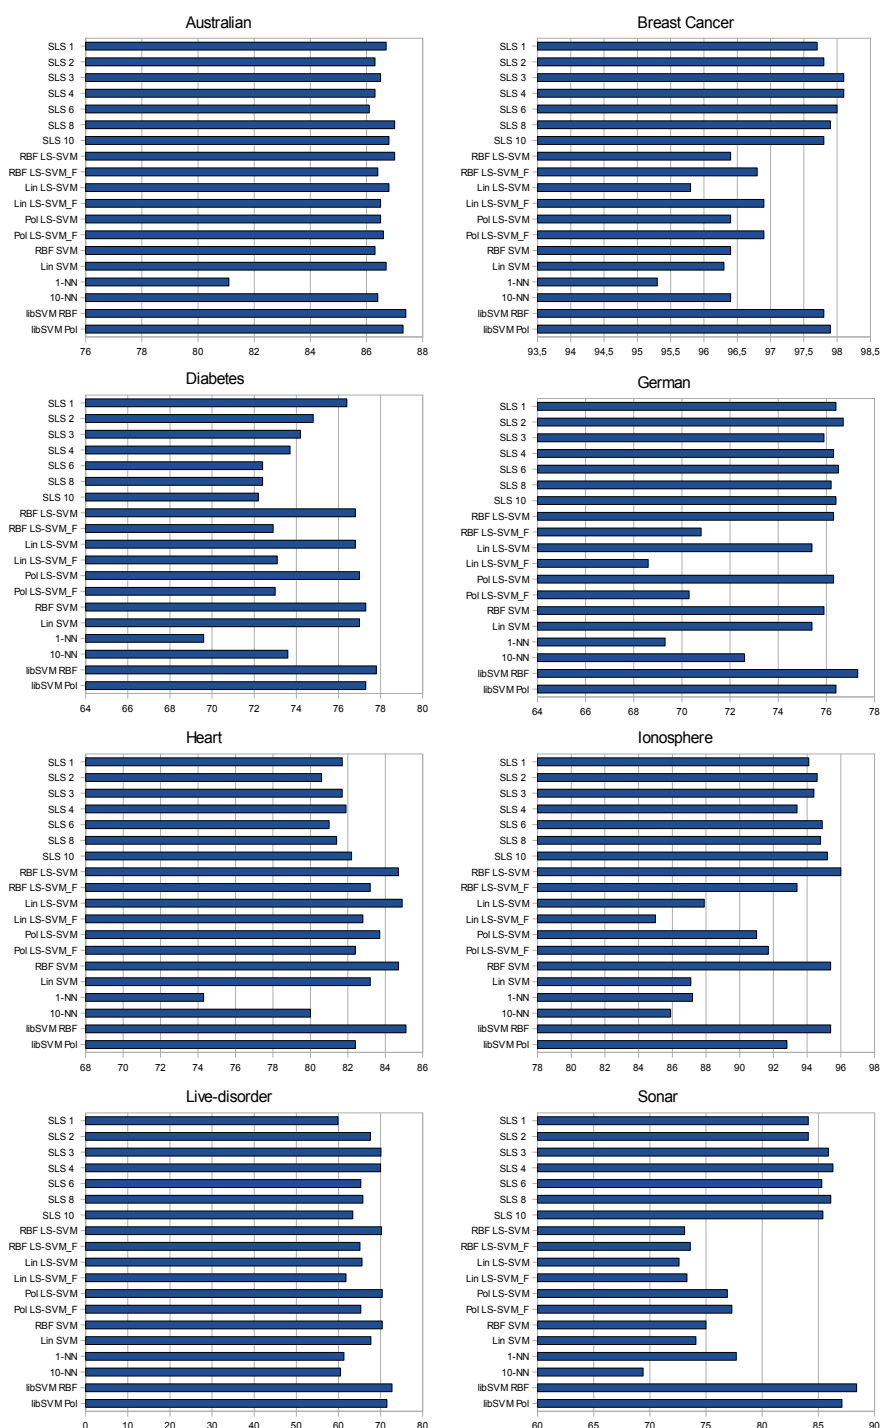 Australian
SLS 1
SLS 2
SLS 3
SLS 4
SLS 6
SLS 8
SLS 10
RBF LS-SVM
RBF LS-SVM_F
Lin LS-SVM
Lin LS-SVM_F
Pol LS-SVM
Pol LS-SVM_F
RBF SVM
Lin SVM
1-NN
10-NN
libSVM RBF
libSVM Pol
76 78 80 82 84 86 88
Breast Cancer
SLS 1
SLS 2
SLS 3
SLS 4
SLS 6
SLS 8
SLS 10
RBF LS-SVM
RBF LS-SVM_F
Lin LS-SVM
Lin LS-SVM_F
Pol LS-SVM
Pol LS-SVM_F
RBF SVM
Lin SVM
1-NN
10-NN
libSVM RBF
libSVM Pol
93,5 94 94,5 95 95,5 96 96,5 97 97,5 98 98,5
Diabetes
SLS 1
SLS 2
SLS 3
SLS 4
SLS 6
SLS 8
SLS 10
RBF LS-SVM
RBF LS-SVM_F
Lin LS-SVM
Lin LS-SVM_F
Pol LS-SVM
Pol LS-SVM_F
RBF SVM
Lin SVM
1-NN
10-NN
libSVM RBF
libSVM Pol
64 66 68 70 72 74 76 78 80
German
SLS 1
SLS 2
SLS 3
SLS 4
SLS 6
SLS 8
SLS 10
RBF LS-SVM
RBF LS-SVM_F
Lin LS-SVM
Lin LS-SVM_F
Pol LS-SVM
Pol LS-SVM_F
RBF SVM
Lin SVM
1-NN
10-NN
libSVM RBF
libSVM Pol
64 66 68 70 72 74 76 78
Heart
SLS 1
SLS 2
SLS 3
SLS 4
SLS 6
SLS 8
SLS 10
RBF LS-SVM
RBF LS-SVM_F
Lin LS-SVM
Lin LS-SVM_F
Pol LS-SVM
Pol LS-SVM_F
RBF SVM
Lin SVM
1-NN
10-NN
libSVM RBF
libSVM Pol
68 70 72 74 76 78 80 82 84 86
Ionosphere
SLS 1
SLS 2
SLS 3
SLS 4
SLS 6
SLS 8
SLS 10
RBF LS-SVM
RBF LS-SVM_F
Lin LS-SVM
Lin LS-SVM_F
Pol LS-SVM
Pol LS-SVM_F
RBF SVM
Lin SVM
1-NN
10-NN
libSVM RBF
libSVM Pol
78 80 82 84 86 88 90 92 94 96 98
Live-disorder
SLS 1
SLS 2
SLS 3
SLS 4
SLS 6
SLS 8
SLS 10
RBF LS-SVM
RBF LS-SVM_F
Lin LS-SVM
Lin LS-SVM_F
Pol LS-SVM
Pol LS-SVM_F
RBF SVM
Lin SVM
1-NN
10-NN
libSVM RBF
libSVM Pol
0 10 20 30 40 50 60 70 80
Sonar
SLS 1
SLS 2
SLS 3
SLS 4
SLS 6
SLS 8
SLS 10
RBF LS-SVM
RBF LS-SVM_F
Lin LS-SVM
Lin LS-SVM_F
Pol LS-SVM
Pol LS-SVM_F
RBF SVM
Lin SVM
1-NN
10-NN
libSVM RBF
libSVM Pol
60 65 70 75 80 85 90